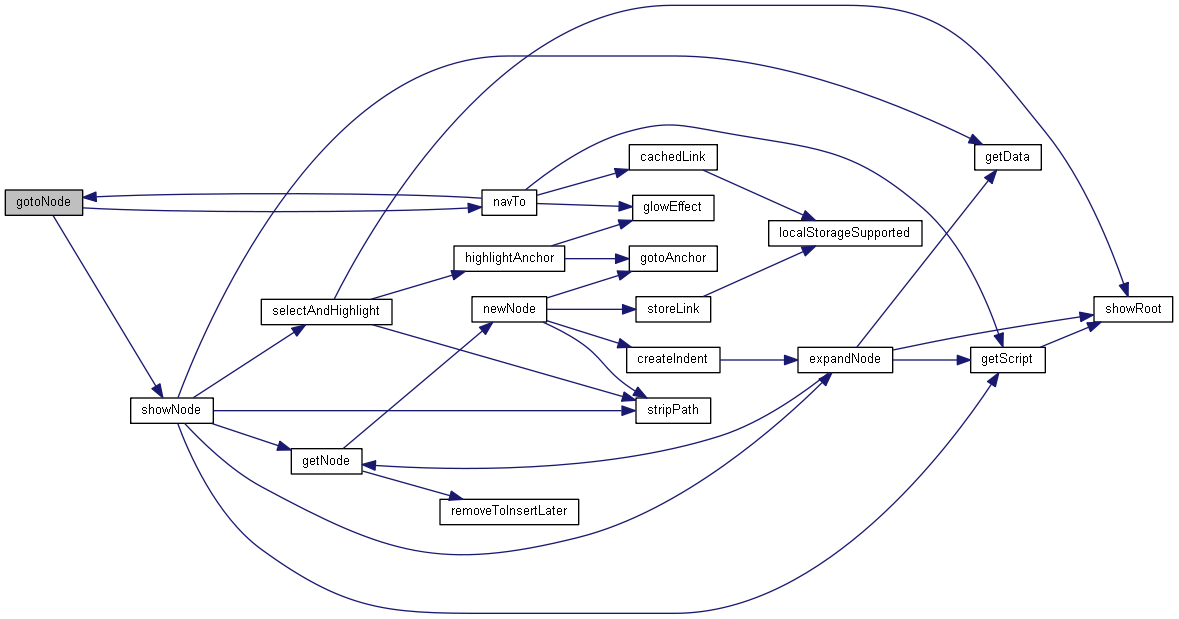 cachedLink
getData
gotoNode
navTo
glowEffect
localStorageSupported
highlightAnchor
gotoAnchor
selectAndHighlight
newNode
storeLink
showRoot
createIndent
expandNode
getScript
showNode
stripPath
getNode
removeToInsertLater